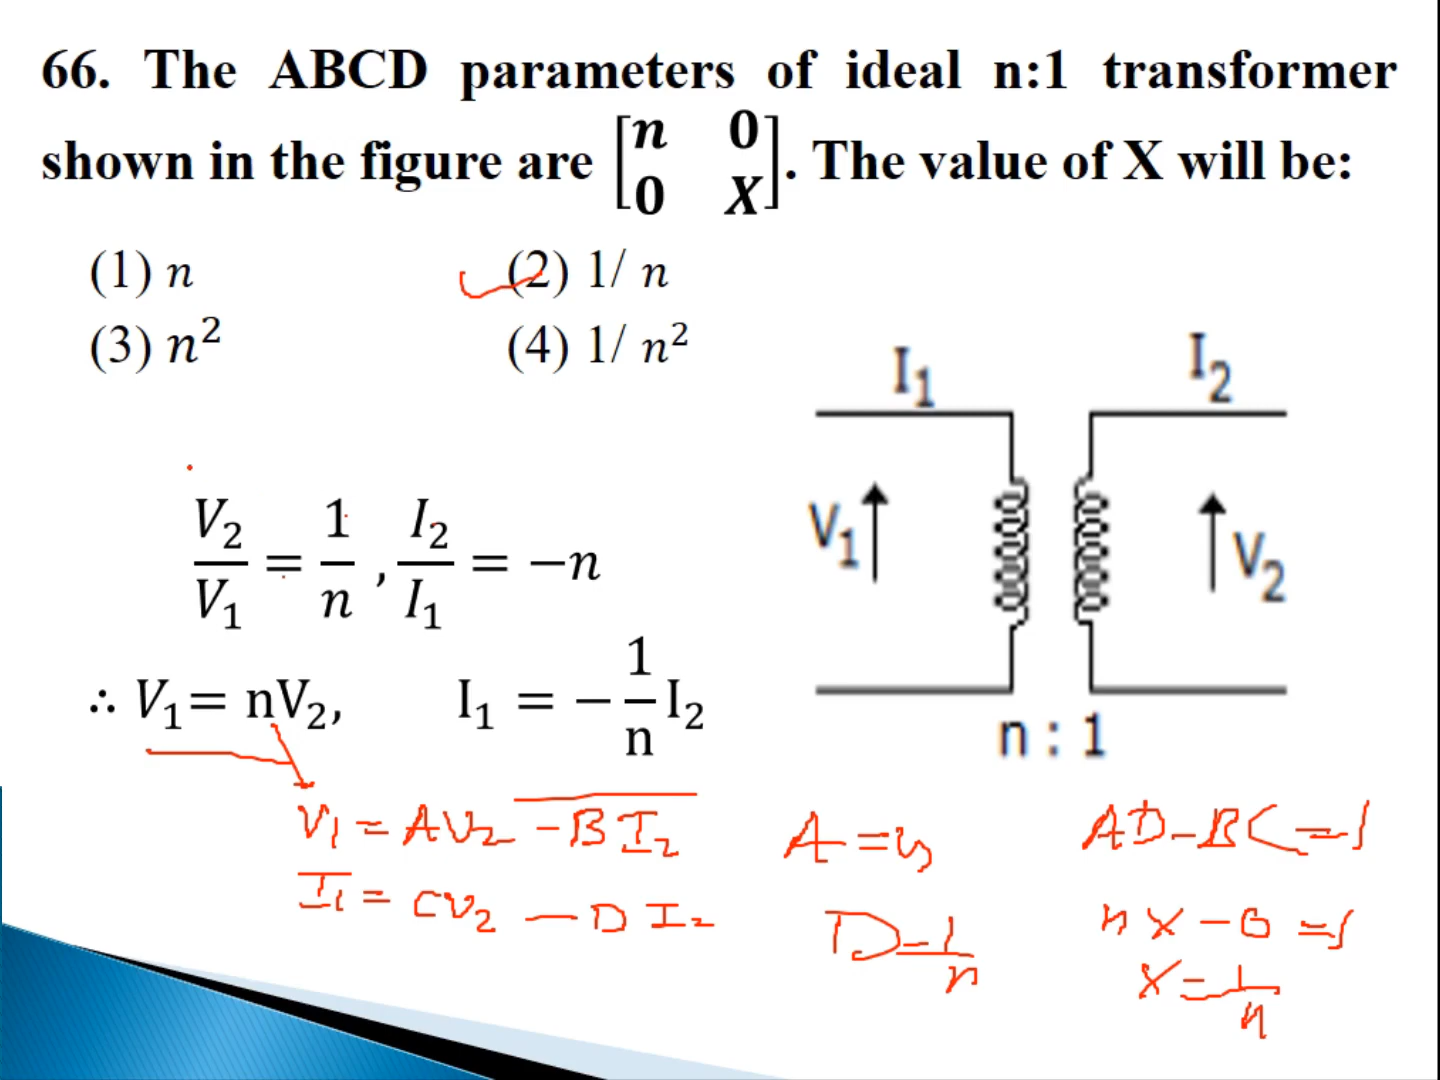 66. The ABCD parameters of ideal n:1 transformer
shown in the figure are [n 0
0 X]. The value of X will be:
(1) n (2) 1/ n
(3) n² (4) 1/ n²
I₁ I₂
V₁ V₂
n : 1
V₂/V₁ = 1/n , I₂/I₁ = −n
∴ V₁= nV₂, I₁ = −1/n I₂
V₁ = AV₂ − BI₂
I₁ = CV₂ − DI₂
A = n
D = 1/n
AD − BC = 1
nX − 0 = 1
X = 1/n